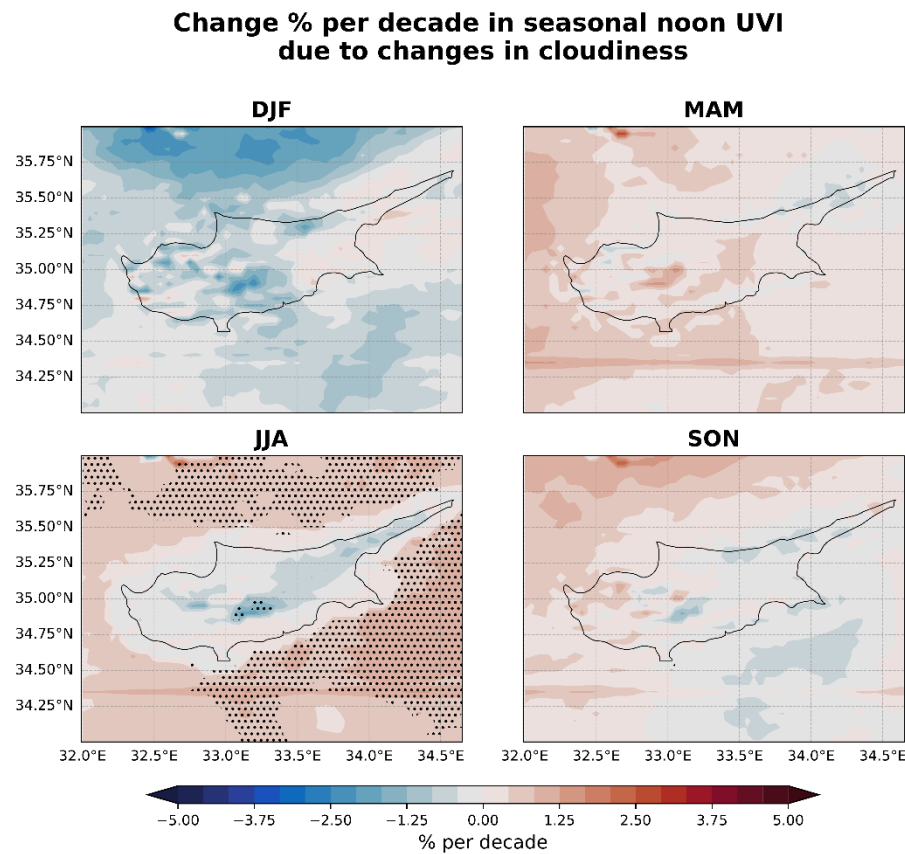 Change % per decade in seasonal noon UVI
due to changes in cloudiness
DJF
MAM
35.75°N
35.50°N
35.25°N
35.00°N
34.75°N
34.50°N
34.25°N
JJA
SON
35.75°N
35.50°N
35.25°N
35.00°N
34.75°N
34.50°N
34.25°N
32.0°E 32.5°E 33.0°E 33.5°E 34.0°E 34.5°E
32.0°E 32.5°E 33.0°E 33.5°E 34.0°E 34.5°E
−5.00 −3.75 −2.50 −1.25 0.00 1.25 2.50 3.75 5.00
% per decade